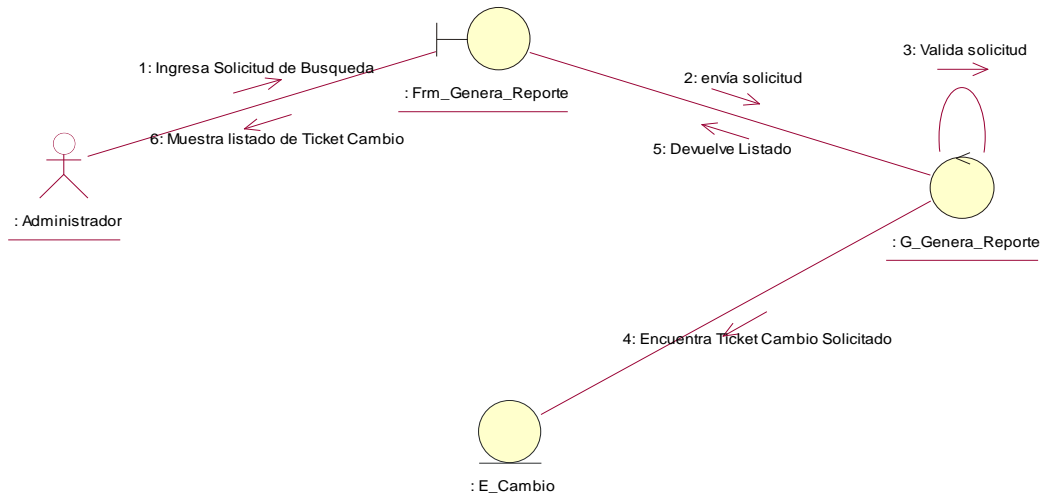 3: Valida solicitud
1: Ingresa Solicitud de Busqueda
2: envía solicitud
: Frm_Genera_Reporte
6: Muestra listado de Ticket Cambio
5: Devuelve Listado
: Administrador
: G_Genera_Reporte
4: Encuentra Ticket Cambio Solicitado
: E_Cambio